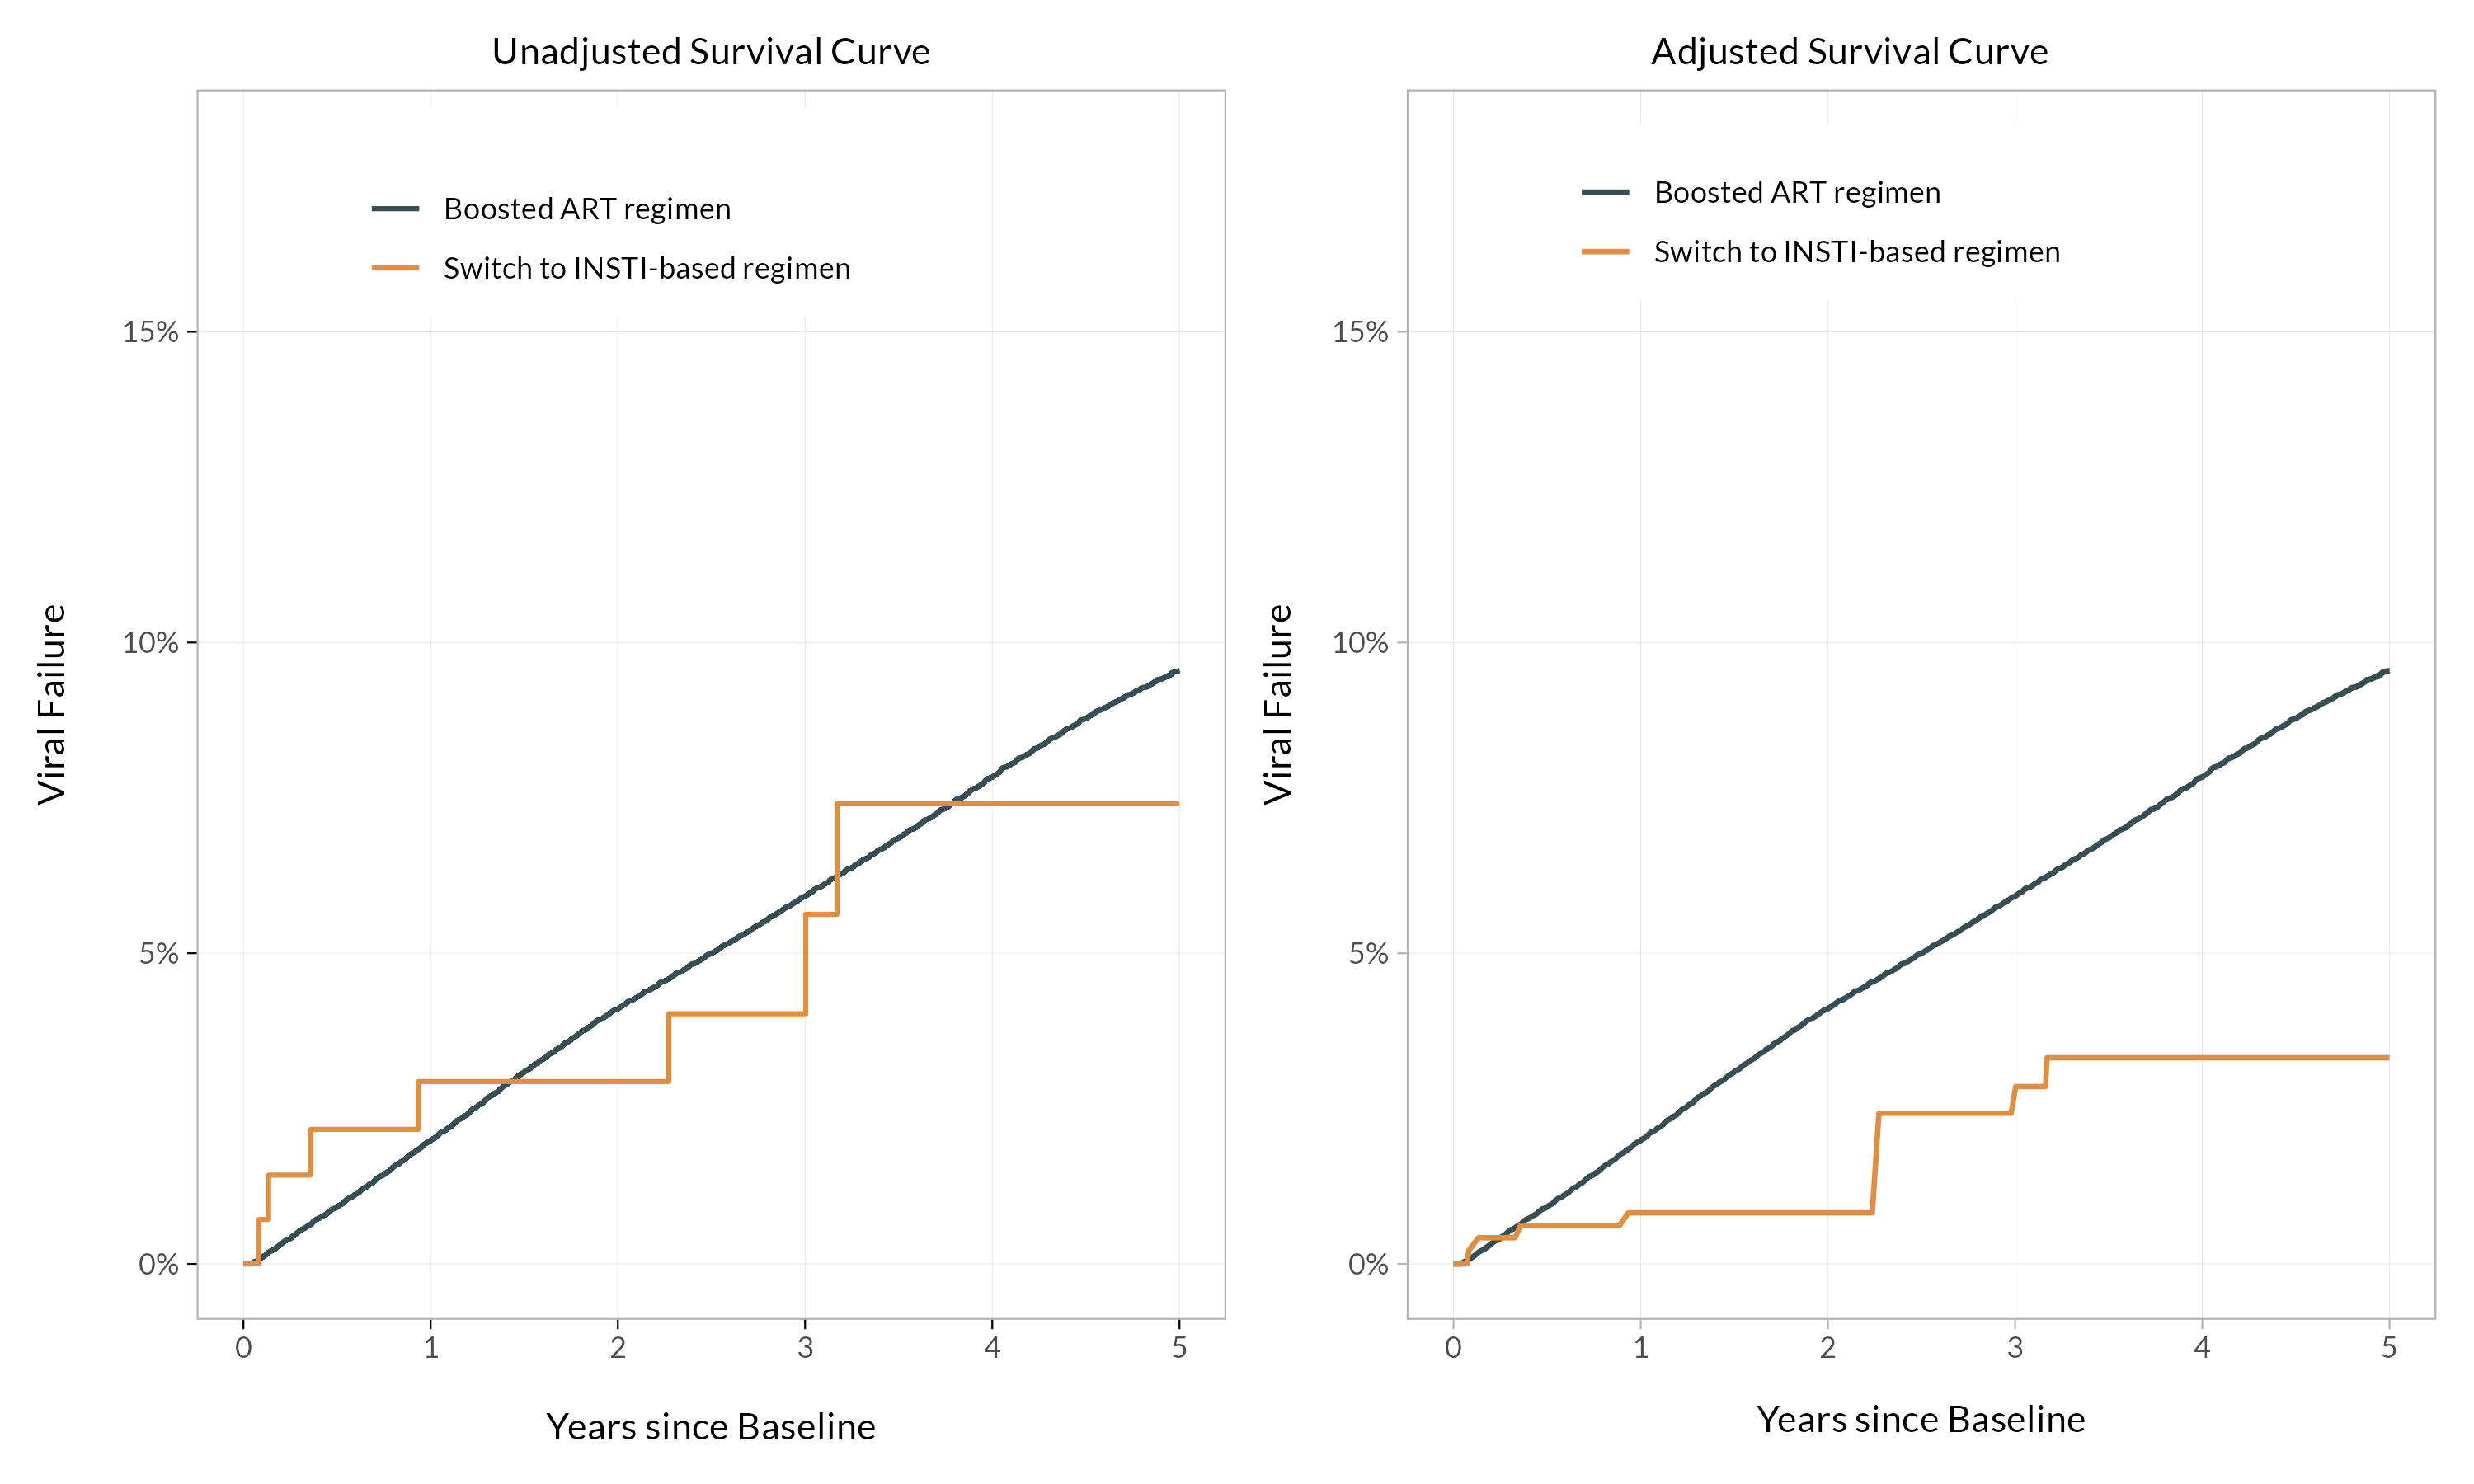 Unadjusted Survival Curve
Boosted ART regimen
Switch to INSTI-based regimen
15%
10%
5%
0%
Viral Failure
0 1 2 3 4 5
Years since Baseline
Adjusted Survival Curve
Boosted ART regimen
Switch to INSTI-based regimen
15%
10%
5%
0%
Viral Failure
0 1 2 3 4 5
Years since Baseline